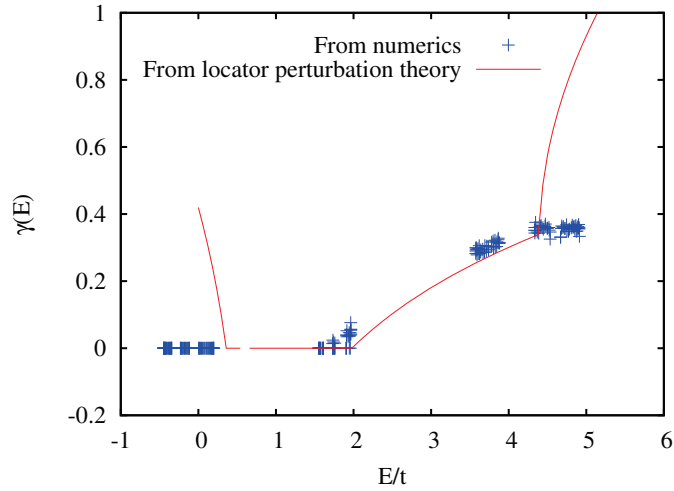 1
From numerics
From locator perturbation theory
0.8
0.6
γ(E)
0.4
0.2
0
-0.2
-1 0 1 2 3 4 5 6
E/t